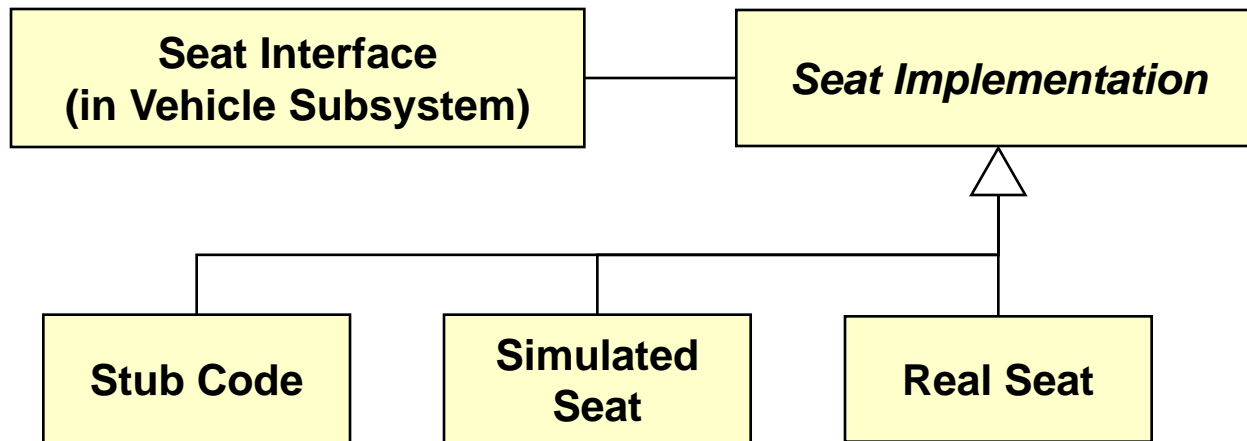 Seat Interface
(in Vehicle Subsystem)
Seat Implementation
Stub Code
Simulated
Seat
Real Seat